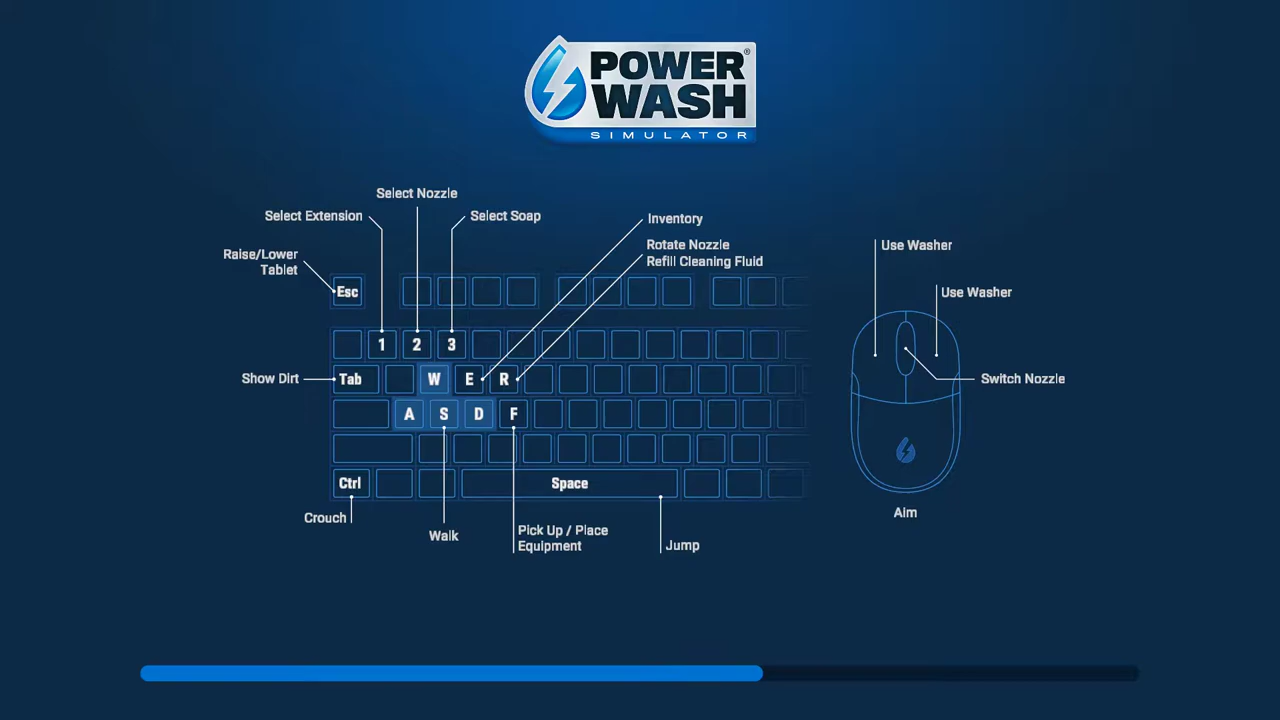 POWER®
WASH
SIMULATOR
Select Nozzle
Select Extension
Select Soap
Inventory
Raise/Lower
Tablet
Rotate Nozzle
Refill Cleaning Fluid
Use Washer
Use Washer
Esc
1 2 3
Show Dirt
Tab W E R
Switch Nozzle
A S D F
Ctrl Space
Crouch
Walk
Pick Up / Place
Equipment
Jump
Aim